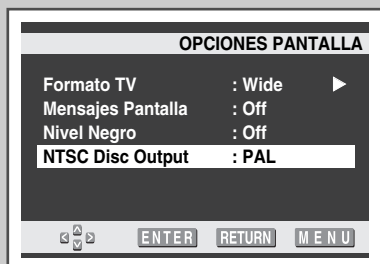 OPCIONES PANTALLA
Formato TV : Wide
Mensajes Pantalla : Off
Nivel Negro : Off
NTSC Disc Output : PAL
ENTER RETURN MENU